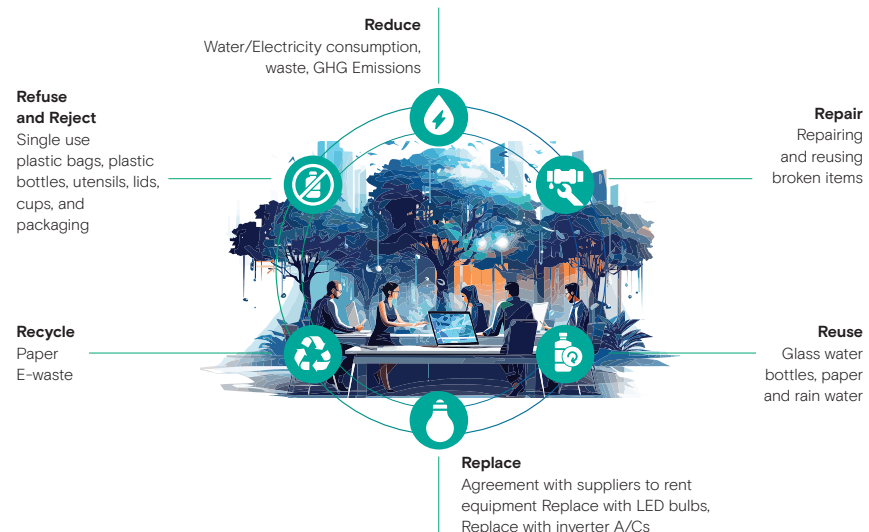 Reduce
Water/Electricity consumption,
waste, GHG Emissions
Refuse
and Reject
Single use
plastic bags, plastic
bottles, utensils, lids,
cups, and
packaging
Repair
Repairing
and reusing
broken items
Recycle
Paper
E-waste
Reuse
Glass water
bottles, paper
and rain water
Replace
Agreement with suppliers to rent
equipment Replace with LED bulbs,
Replace with inverter A/Cs